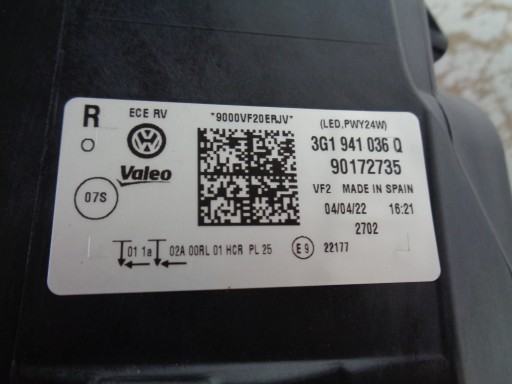 R ECE RV *9000VF20ERJV* (LED,PWY24W)
3G1 941 036 Q
Valeo 90172735
VF2 MADE IN SPAIN
07S 04/04/22 16:21
2702
01 1a 02A 00RL 01 HCR PL 25 E9 22177